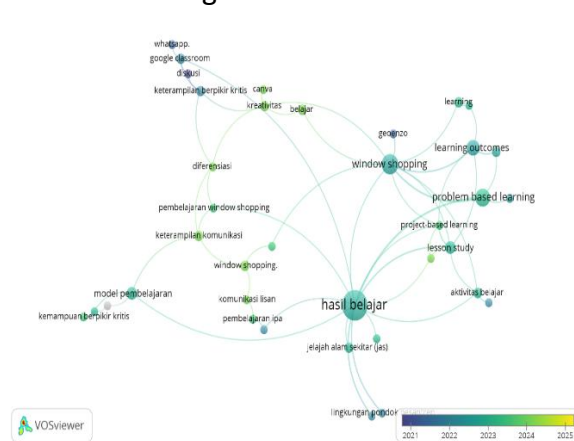 whatsapp.
google classroom
diskusi
keterampilan berpikir kritis
canva
kreativitas
belajar
learning
geoenzo
learning outcomes
window shopping
diferensiasi
problem based learning
pembelajaran window shopping
project-based learning
keterampilan komunikasi
lesson study
window shopping.
model pembelajaran
komunikasi lisan
aktivitas belajar
hasil belajar
kemampuan berpikir kritis
pembelajaran ipa
jelajah alam sekitar (jas)
lingkungan pondok
VOSviewer
2021 2022 2023 2024 2025